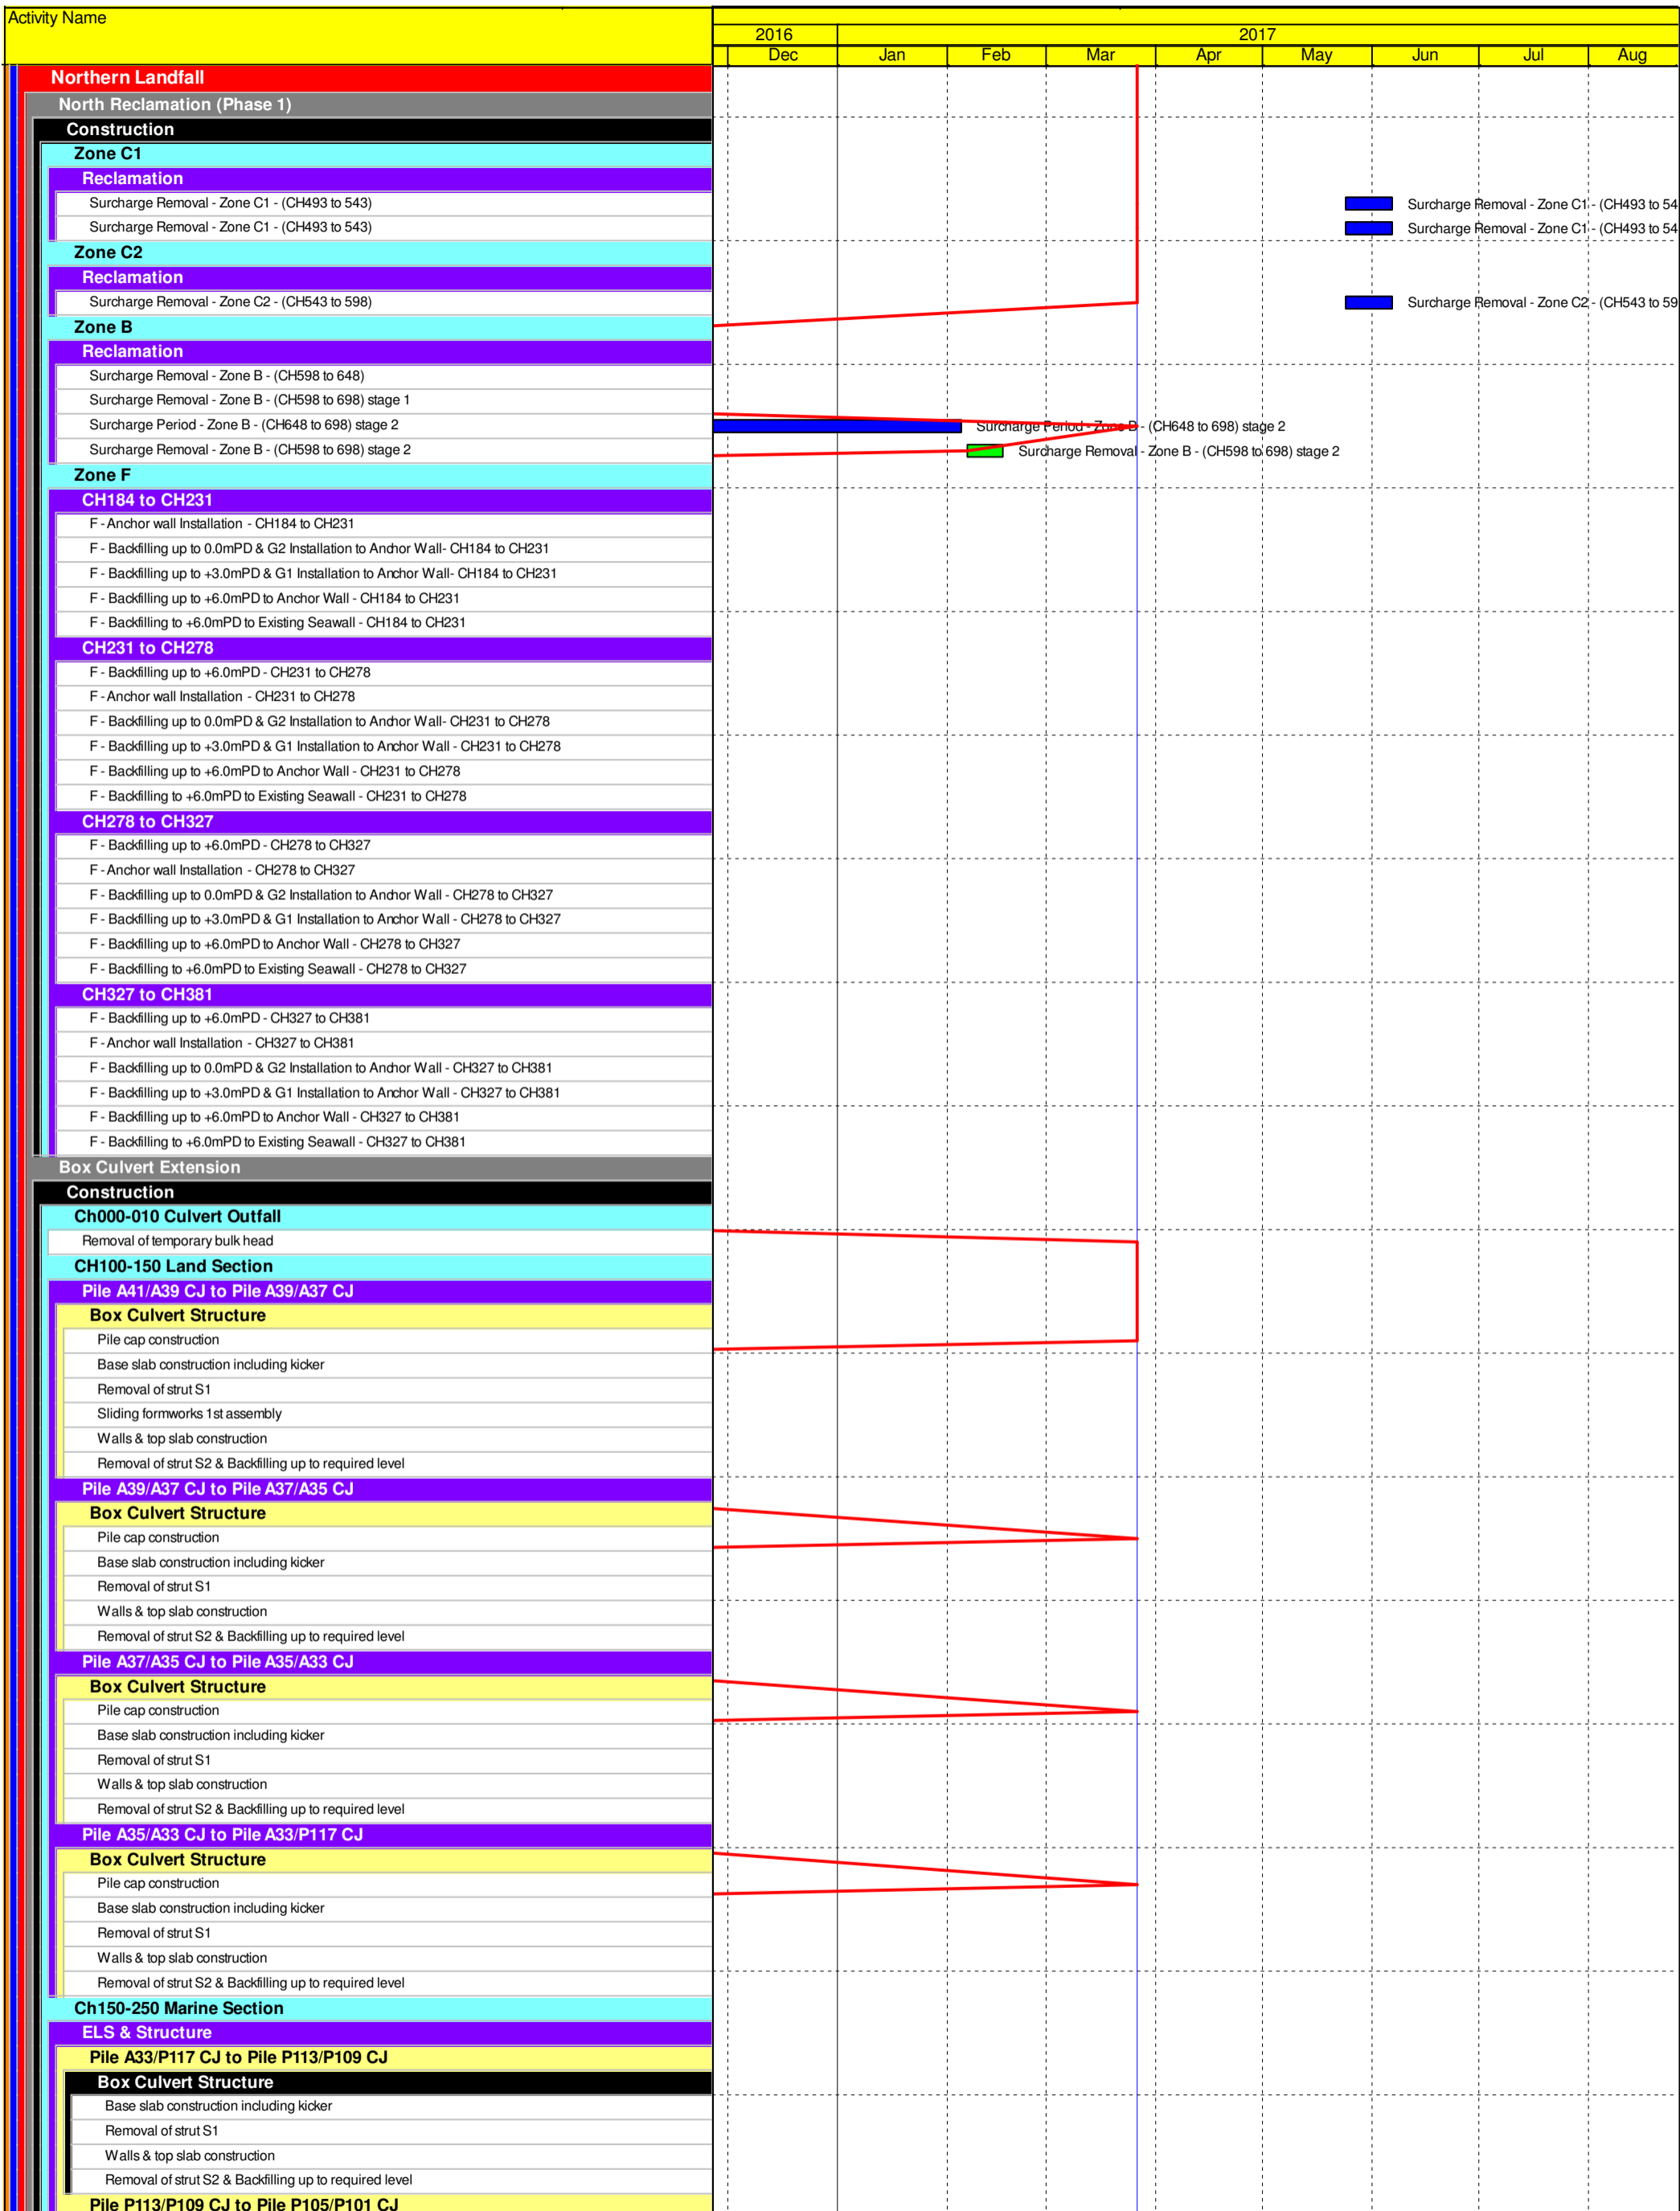 Activity Name
2016 2017
Dec Jan Feb Mar Apr May Jun Jul Aug
Northern Landfall
North Reclamation (Phase 1)
Construction
Zone C1
Reclamation
Surcharge Removal - Zone C1 - (CH493 to 543) Surcharge Removal - Zone C1 - (CH493 to 54
Surcharge Removal - Zone C1 - (CH493 to 543) Surcharge Removal - Zone C1 - (CH493 to 54
Zone C2
Reclamation
Surcharge Removal - Zone C2 - (CH543 to 598) Surcharge Removal - Zone C2 - (CH543 to 59
Zone B
Reclamation
Surcharge Removal - Zone B - (CH598 to 648)
Surcharge Removal - Zone B - (CH598 to 698) stage 1
Surcharge Period - Zone B - (CH648 to 698) stage 2 Surcharge Period - Zone B - (CH648 to 698) stage 2
Surcharge Removal - Zone B - (CH598 to 698) stage 2 Surcharge Removal - Zone B - (CH598 to 698) stage 2
Zone F
CH184 to CH231
F - Anchor wall Installation - CH184 to CH231
F - Backfilling up to 0.0mPD & G2 Installation to Anchor Wall- CH184 to CH231
F - Backfilling up to +3.0mPD & G1 Installation to Anchor Wall- CH184 to CH231
F - Backfilling up to +6.0mPD to Anchor Wall - CH184 to CH231
F - Backfilling to +6.0mPD to Existing Seawall - CH184 to CH231
CH231 to CH278
F - Backfilling up to +6.0mPD - CH231 to CH278
F - Anchor wall Installation - CH231 to CH278
F - Backfilling up to 0.0mPD & G2 Installation to Anchor Wall- CH231 to CH278
F - Backfilling up to +3.0mPD & G1 Installation to Anchor Wall - CH231 to CH278
F - Backfilling up to +6.0mPD to Anchor Wall - CH231 to CH278
F - Backfilling to +6.0mPD to Existing Seawall - CH231 to CH278
CH278 to CH327
F - Backfilling up to +6.0mPD - CH278 to CH327
F - Anchor wall Installation - CH278 to CH327
F - Backfilling up to 0.0mPD & G2 Installation to Anchor Wall - CH278 to CH327
F - Backfilling up to +3.0mPD & G1 Installation to Anchor Wall - CH278 to CH327
F - Backfilling up to +6.0mPD to Anchor Wall - CH278 to CH327
F - Backfilling to +6.0mPD to Existing Seawall - CH278 to CH327
CH327 to CH381
F - Backfilling up to +6.0mPD - CH327 to CH381
F - Anchor wall Installation - CH327 to CH381
F - Backfilling up to 0.0mPD & G2 Installation to Anchor Wall - CH327 to CH381
F - Backfilling up to +3.0mPD & G1 Installation to Anchor Wall - CH327 to CH381
F - Backfilling up to +6.0mPD to Anchor Wall - CH327 to CH381
F - Backfilling to +6.0mPD to Existing Seawall - CH327 to CH381
Box Culvert Extension
Construction
Ch000-010 Culvert Outfall
Removal of temporary bulk head
CH100-150 Land Section
Pile A41/A39 CJ to Pile A39/A37 CJ
Box Culvert Structure
Pile cap construction
Base slab construction including kicker
Removal of strut S1
Sliding formworks 1st assembly
Walls & top slab construction
Removal of strut S2 & Backfilling up to required level
Pile A39/A37 CJ to Pile A37/A35 CJ
Box Culvert Structure
Pile cap construction
Base slab construction including kicker
Removal of strut S1
Walls & top slab construction
Removal of strut S2 & Backfilling up to required level
Pile A37/A35 CJ to Pile A35/A33 CJ
Box Culvert Structure
Pile cap construction
Base slab construction including kicker
Removal of strut S1
Walls & top slab construction
Removal of strut S2 & Backfilling up to required level
Pile A35/A33 CJ to Pile A33/P117 CJ
Box Culvert Structure
Pile cap construction
Base slab construction including kicker
Removal of strut S1
Walls & top slab construction
Removal of strut S2 & Backfilling up to required level
Ch150-250 Marine Section
ELS & Structure
Pile A33/P117 CJ to Pile P113/P109 CJ
Box Culvert Structure
Base slab construction including kicker
Removal of strut S1
Walls & top slab construction
Removal of strut S2 & Backfilling up to required level
Pile P113/P109 CJ to Pile P105/P101 CJ